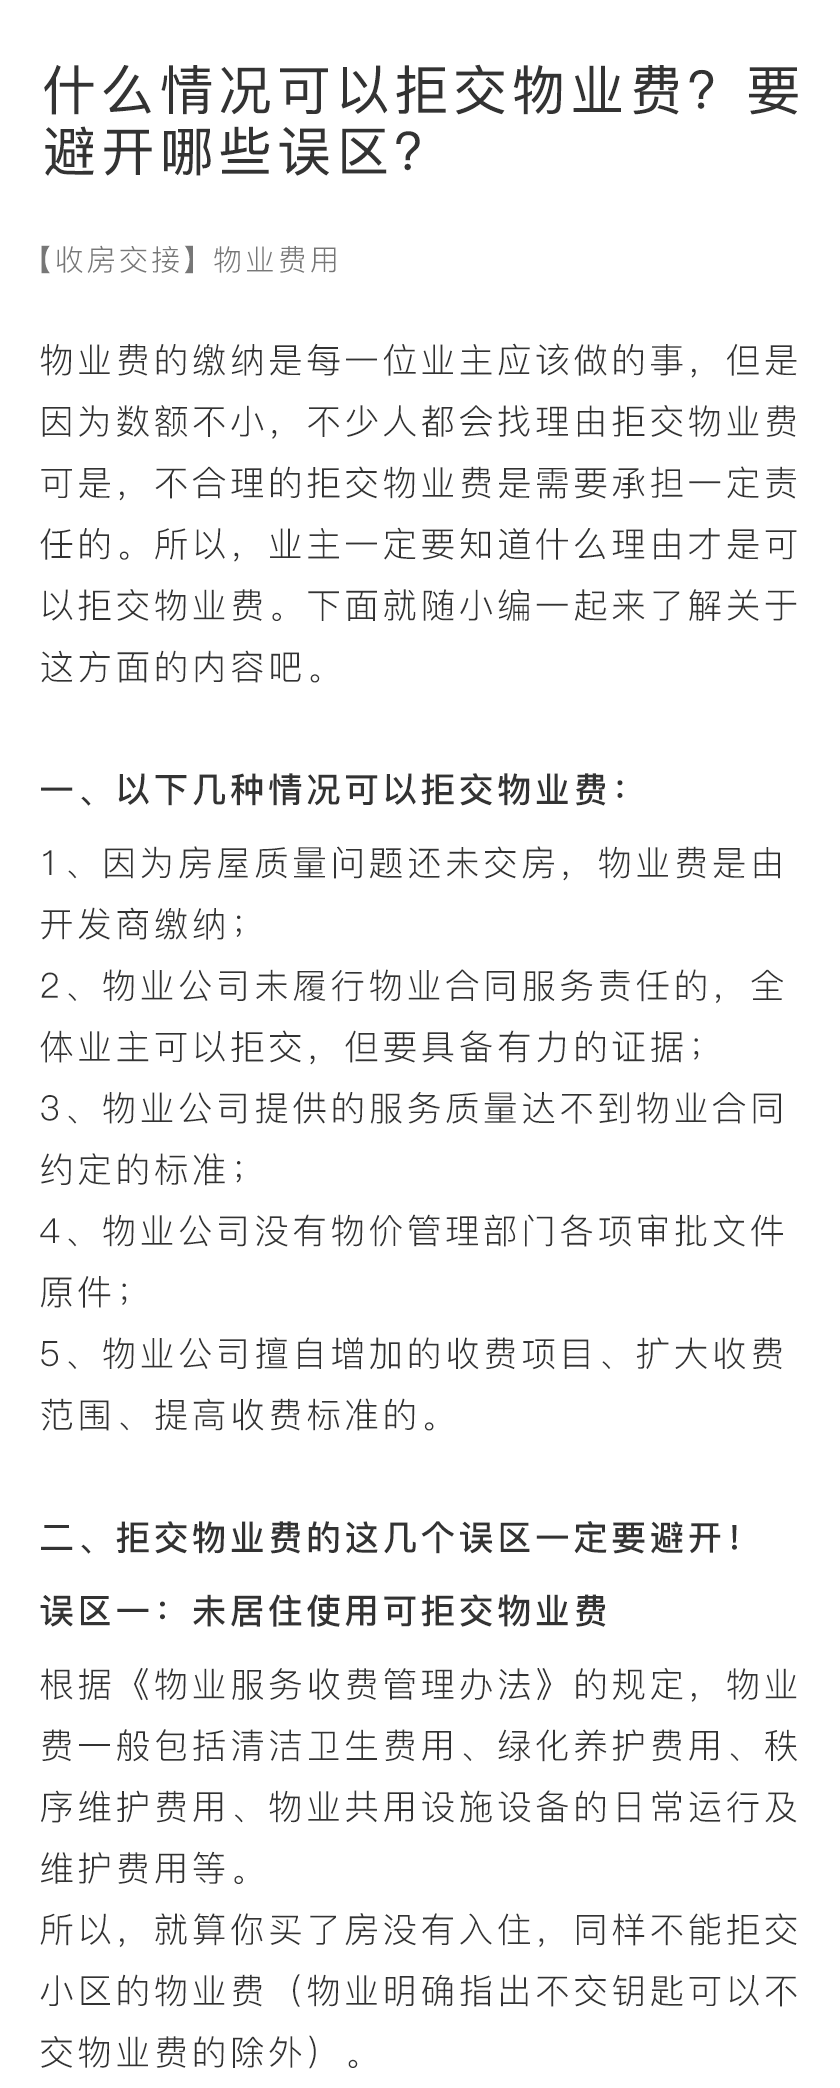 什么情况可以拒交物业费？要
避开哪些误区？
【收房交接】物业费用
物业费的缴纳是每一位业主应该做的事，但是
因为数额不小，不少人都会找理由拒交物业费
可是，不合理的拒交物业费是需要承担一定责
任的。所以，业主一定要知道什么理由才是可
以拒交物业费。下面就随小编一起来了解关于
这方面的内容吧。
一、以下几种情况可以拒交物业费：
1、因为房屋质量问题还未交房，物业费是由
开发商缴纳；
2、物业公司未履行物业合同服务责任的，全
体业主可以拒交，但要具备有力的证据；
3、物业公司提供的服务质量达不到物业合同
约定的标准；
4、物业公司没有物价管理部门各项审批文件
原件；
5、物业公司擅自增加的收费项目、扩大收费
范围、提高收费标准的。
二、拒交物业费的这几个误区一定要避开！
误区一：未居住使用可拒交物业费
根据《物业服务收费管理办法》的规定，物业
费一般包括清洁卫生费用、绿化养护费用、秩
序维护费用、物业共用设施设备的日常运行及
维护费用等。
所以，就算你买了房没有入住，同样不能拒交
小区的物业费（物业明确指出不交钥匙可以不
交物业费的除外）。